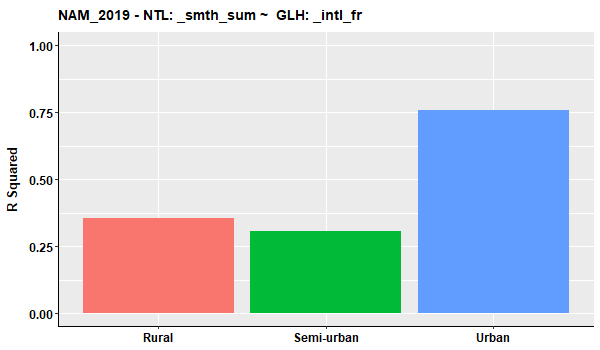 NAM_2019 - NTL: _smth_sum ~  GLH: _intl_fr
1.00
0.75
0.50
0.25
0.00
R Squared
Rural
Semi-urban
Urban